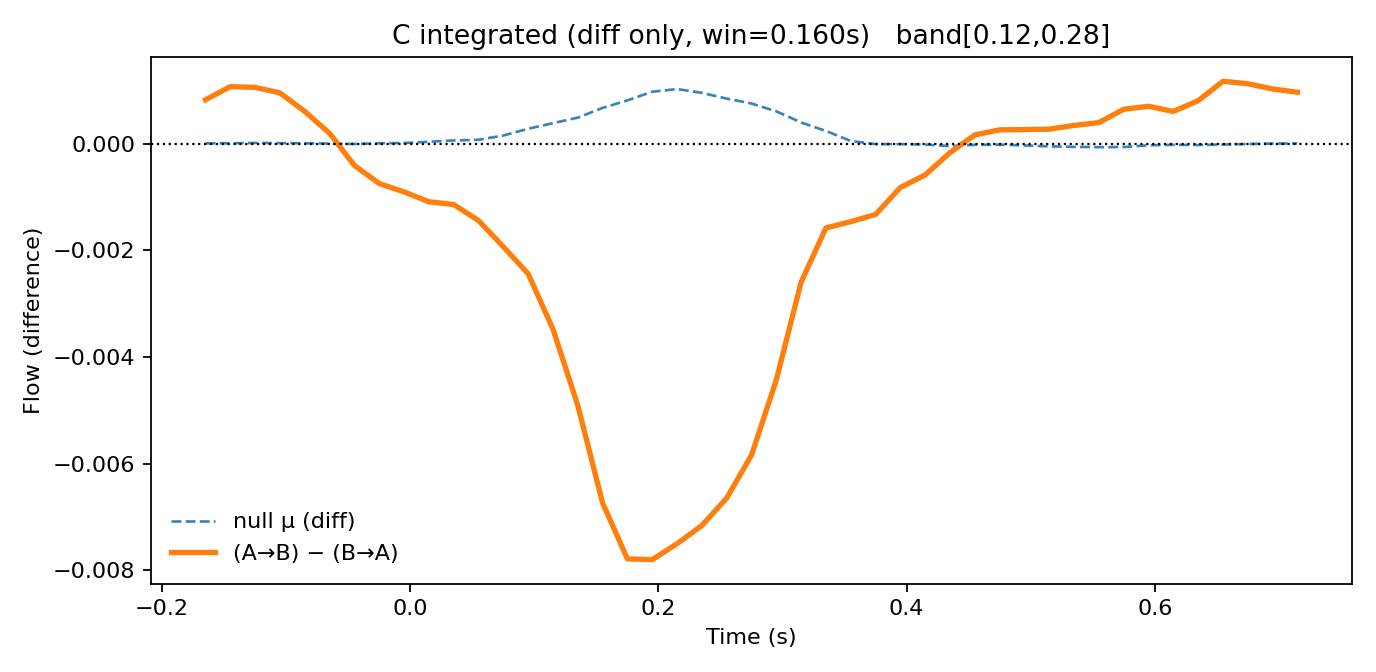 C integrated (diff only, win=0.160s)   band[0.12,0.28]
Flow (difference)
0.000
−0.002
−0.004
−0.006
−0.008
null μ (diff)
(A→B) − (B→A)
−0.2
0.0
0.2
0.4
0.6
Time (s)